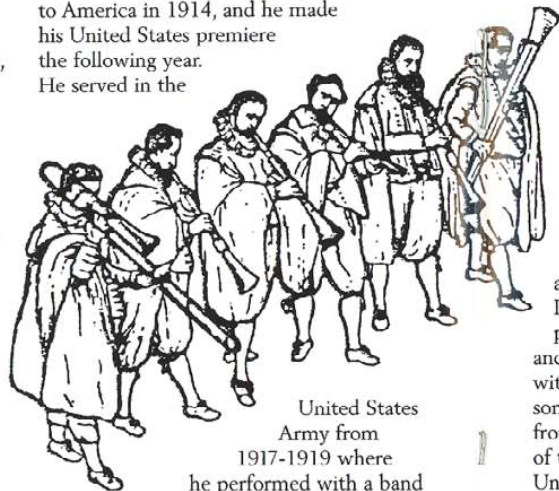 to America in 1914, and he made
his United States premiere
the following year.
He served in the
United States
Army from
1917-1919 where
he performed with a band